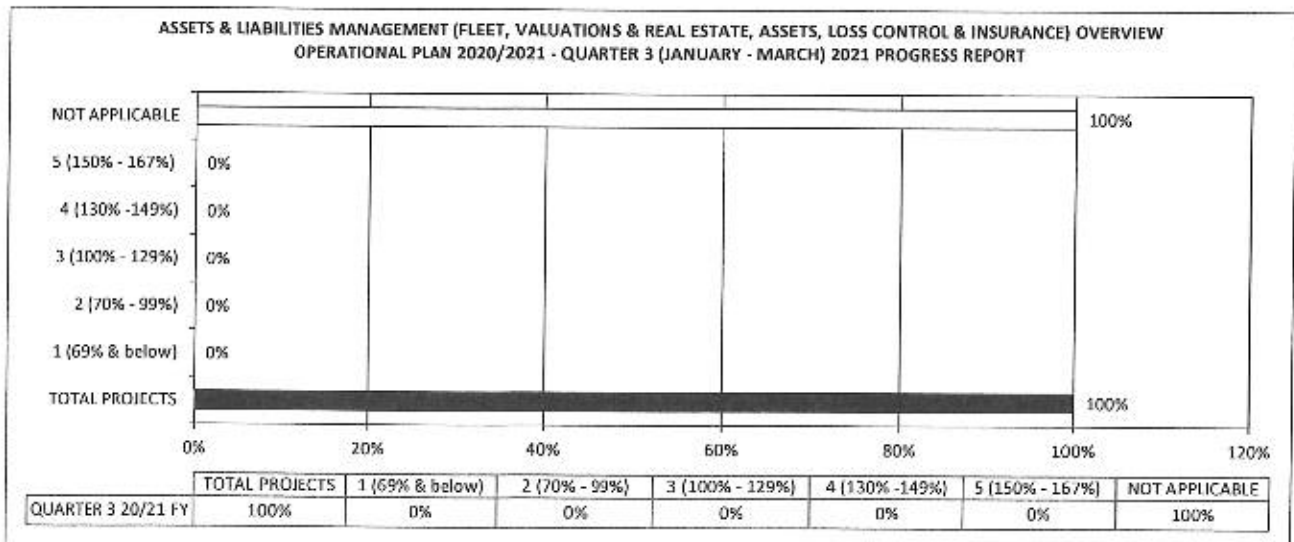 ASSETS & LIABILITIES MANAGEMENT (FLEET, VALUATIONS & REAL ESTATE, ASSETS, LOSS CONTROL & INSURANCE) OVERVIEW
OPERATIONAL PLAN 2020/2021 - QUARTER 3 (JANUARY - MARCH) 2021 PROGRESS REPORT
NOT APPLICABLE 100%
5 (150% - 167%) 0%
4 (130% -149%) 0%
3 (100% - 129%) 0%
2 (70% - 99%) 0%
1 (69% & below) 0%
TOTAL PROJECTS 100%
0% 20% 40% 60% 80% 100% 120%
TOTAL PROJECTS 1 (69% & below) 2 (70% - 99%) 3 (100% - 129%) 4 (130% -149%) 5 (150% - 167%) NOT APPLICABLE
QUARTER 3 20/21 FY 100% 0% 0% 0% 0% 0% 100%